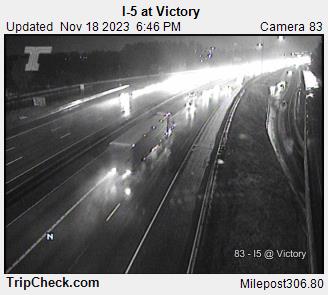 I-5 at Victory
Updated Nov 18 2023 6:46 PM Camera 83
T
N
83 - I5 @ Victory
TripCheck.com Milepost306.80